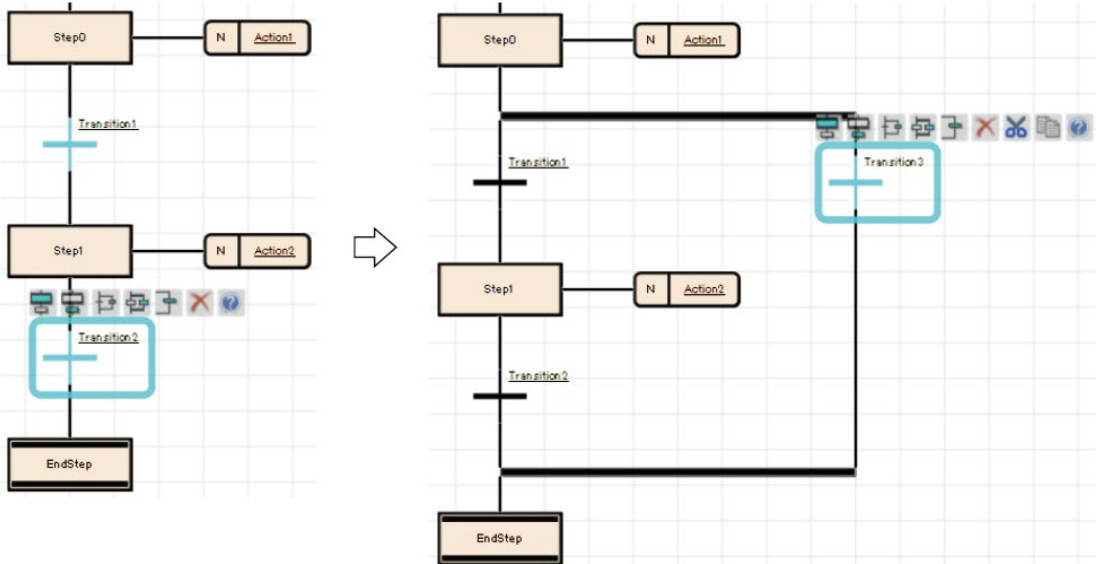 Step0
N
Action1
Transition1
Step1
N
Action2
Transition2
EndStep
Step0
N
Action1
Transition1
Transition3
Step1
N
Action2
Transition2
EndStep